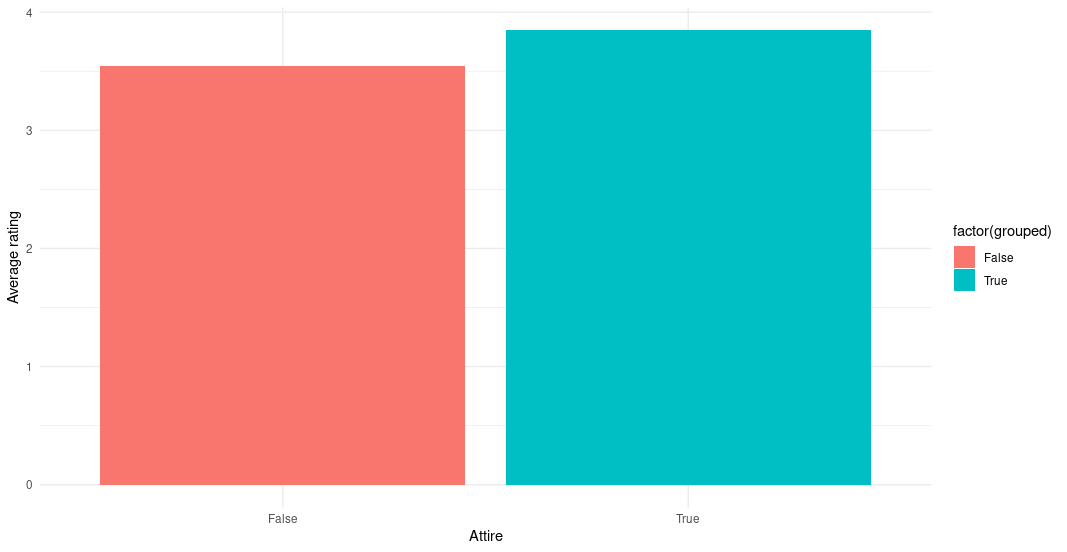 Average rating
4
3
2
1
0
False
True
Attire
factor(grouped)
False
True